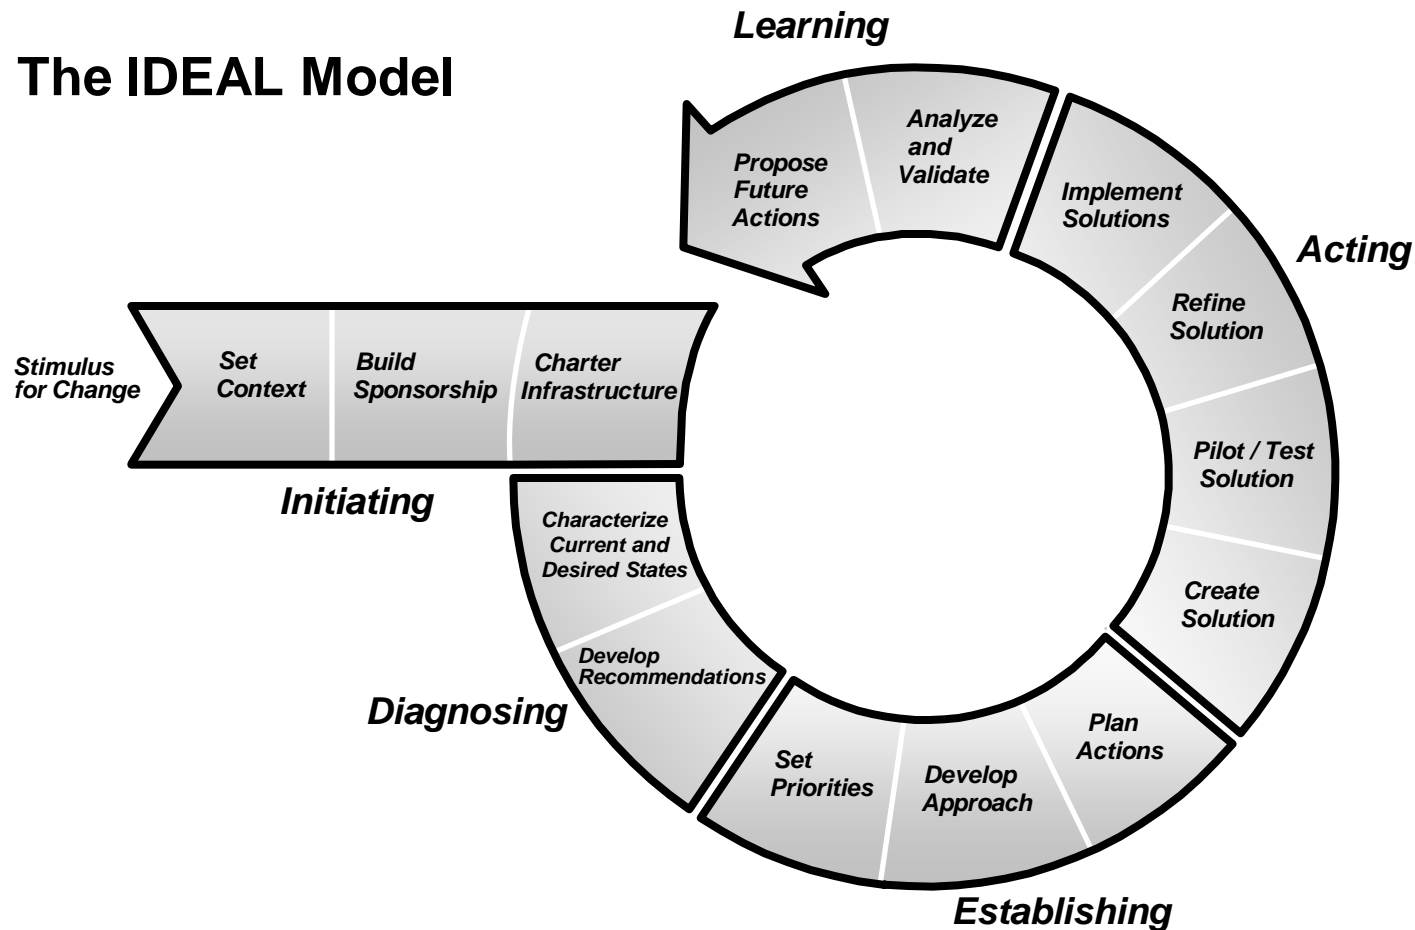 The IDEAL Model
Learning
Analyze
and
Validate
Propose
Future
Actions
Implement
Solutions
Acting
Refine
Solution
Pilot / Test
Solution
Create
Solution
Stimulus
for Change
Set
Context
Build
Sponsorship
Charter
Infrastructure
Initiating
Characterize
Current and
Desired States
Develop
Recommendations
Diagnosing
Set
Priorities
Develop
Approach
Plan
Actions
Establishing